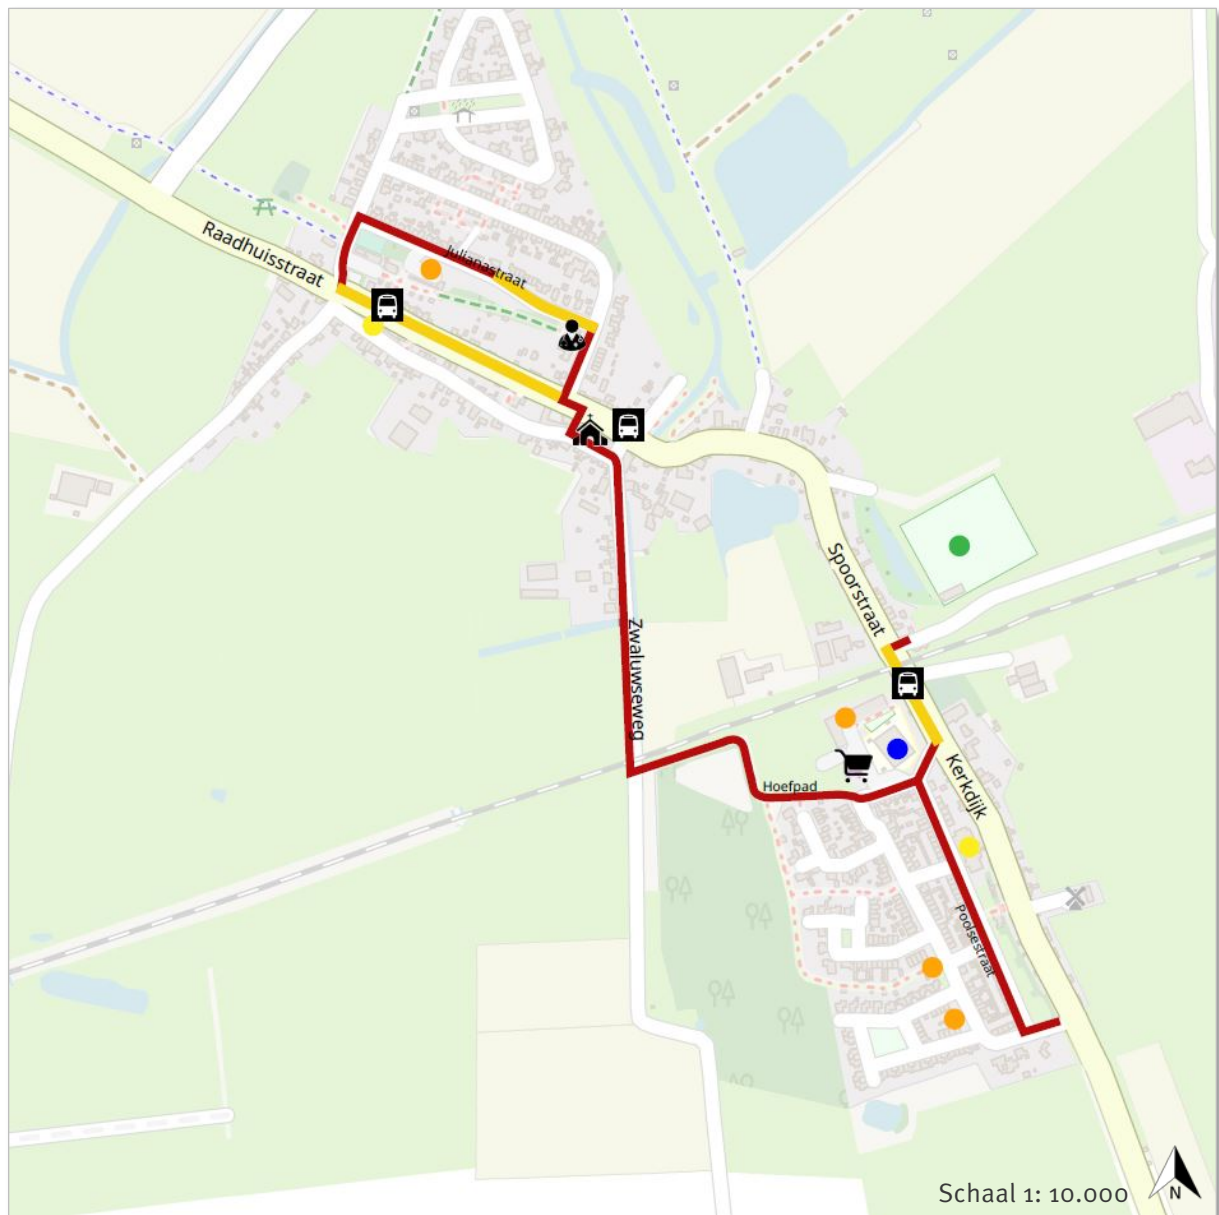 Raadhuisstraat
Julianastraat
Spoorstraat
Zwaluwseweg
Hoefpad
Kerkdijk
Poolsestraat
Schaal 1: 10.000
N